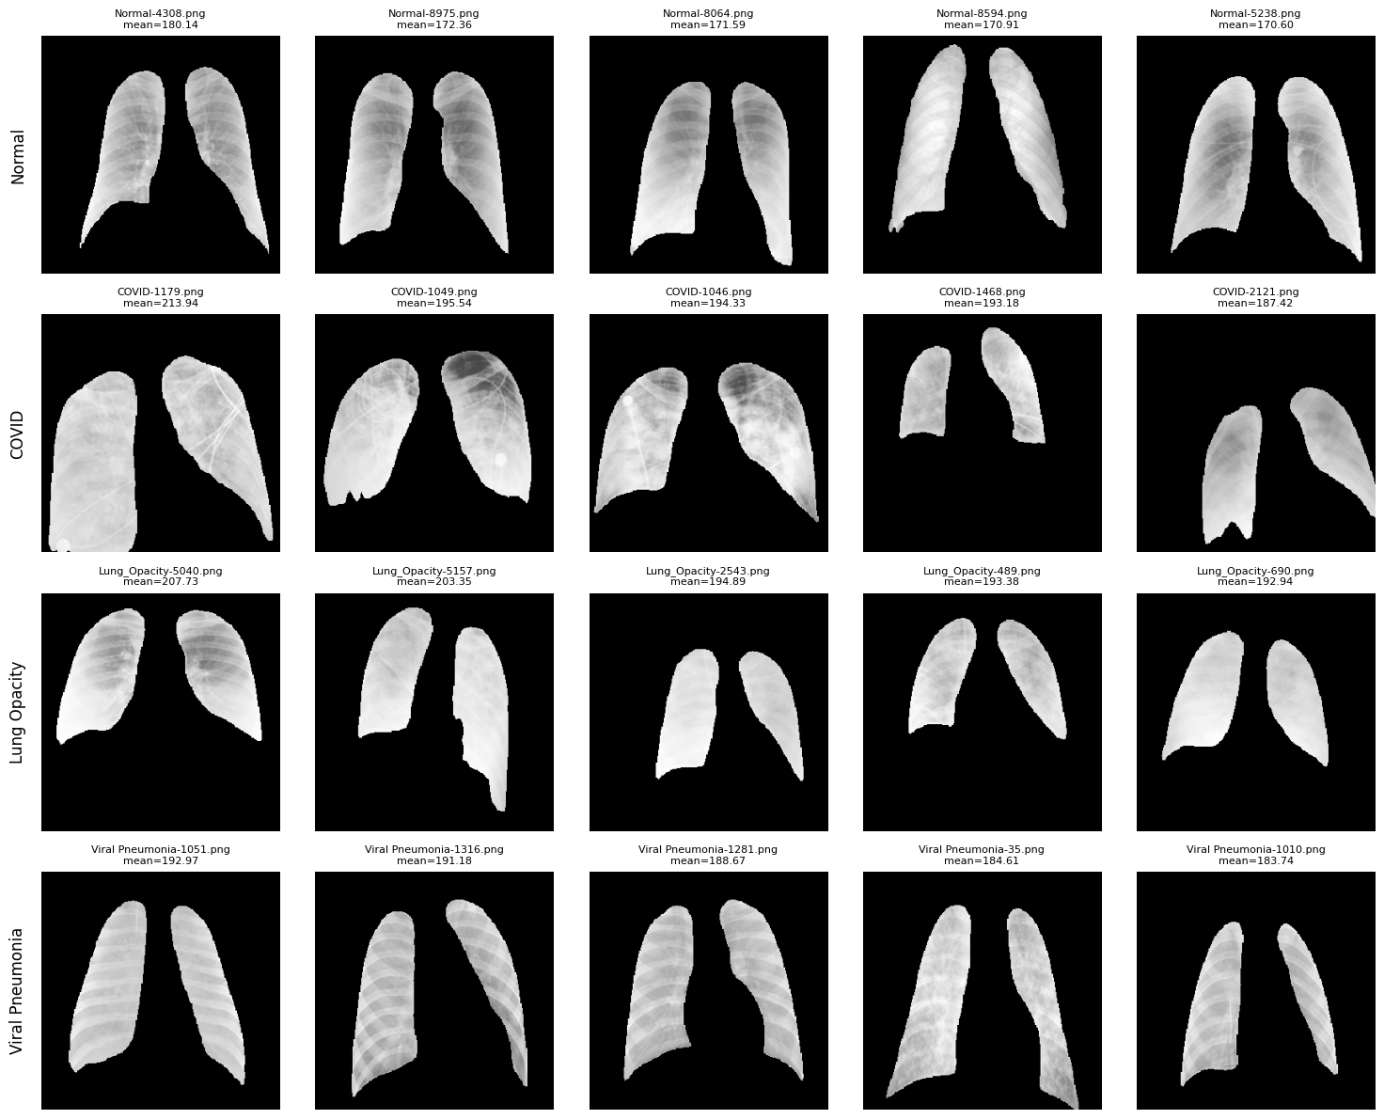 Normal-4308.png
mean=180.14
Normal-8975.png
mean=172.36
Normal-8064.png
mean=171.59
Normal-8594.png
mean=170.91
Normal-5238.png
mean=170.60
Normal
COVID-1179.png
mean=213.94
COVID-1049.png
mean=195.54
COVID-1046.png
mean=194.33
COVID-1468.png
mean=193.18
COVID-2121.png
mean=187.42
COVID
Lung_Opacity-5040.png
mean=207.73
Lung_Opacity-5157.png
mean=203.35
Lung_Opacity-2543.png
mean=194.89
Lung_Opacity-489.png
mean=193.38
Lung_Opacity-690.png
mean=192.94
Lung Opacity
Viral Pneumonia-1051.png
mean=192.97
Viral Pneumonia-1316.png
mean=191.18
Viral Pneumonia-1281.png
mean=188.67
Viral Pneumonia-35.png
mean=184.61
Viral Pneumonia-1010.png
mean=183.74
Viral Pneumonia